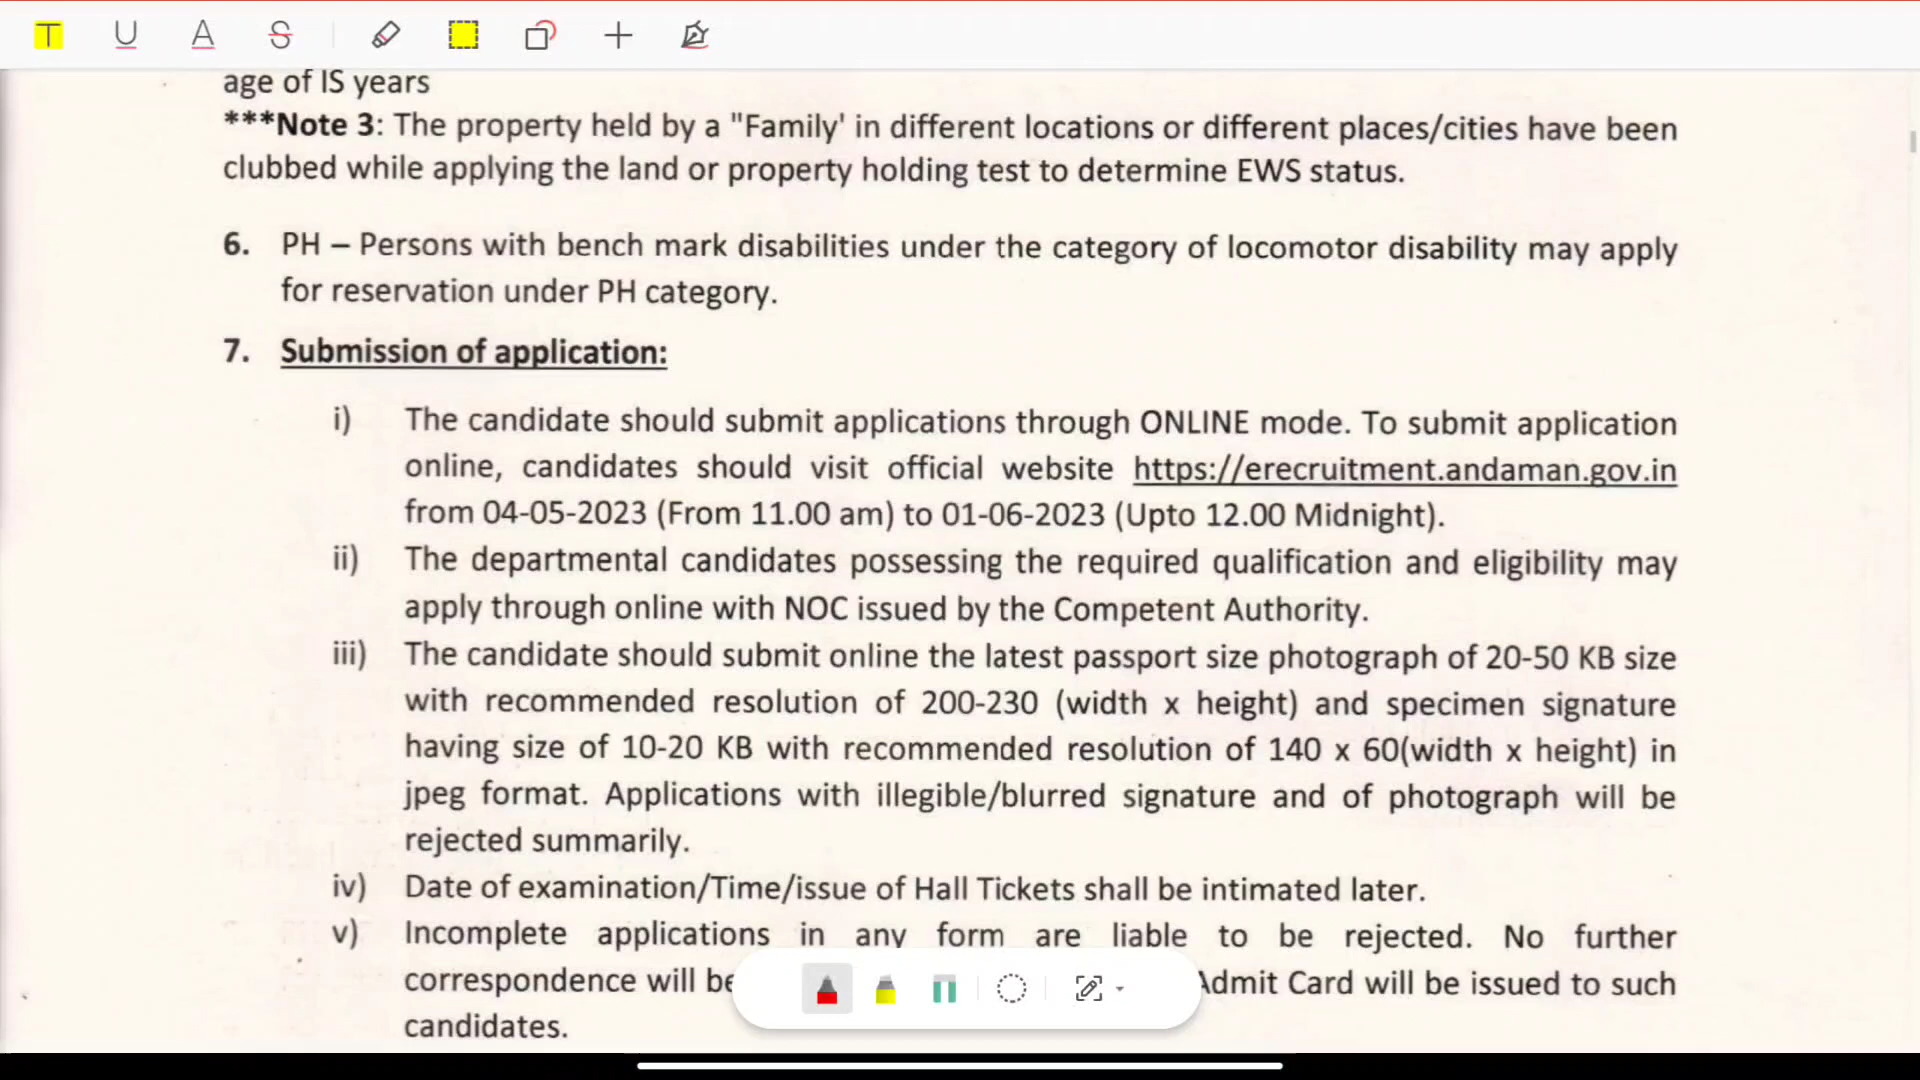 age of IS years
***Note 3: The property held by a "Family' in different locations or different places/cities have been
clubbed while applying the land or property holding test to determine EWS status.
6. PH – Persons with bench mark disabilities under the category of locomotor disability may apply
for reservation under PH category.
7. Submission of application:
i) The candidate should submit applications through ONLINE mode. To submit application
online, candidates should visit official website https://erecruitment.andaman.gov.in
from 04-05-2023 (From 11.00 am) to 01-06-2023 (Upto 12.00 Midnight).
ii) The departmental candidates possessing the required qualification and eligibility may
apply through online with NOC issued by the Competent Authority.
iii) The candidate should submit online the latest passport size photograph of 20-50 KB size
with recommended resolution of 200-230 (width x height) and specimen signature
having size of 10-20 KB with recommended resolution of 140 x 60(width x height) in
jpeg format. Applications with illegible/blurred signature and of photograph will be
rejected summarily.
iv) Date of examination/Time/issue of Hall Tickets shall be intimated later.
v) Incomplete applications in any form are liable to be rejected. No further
correspondence will be Admit Card will be issued to such
candidates.